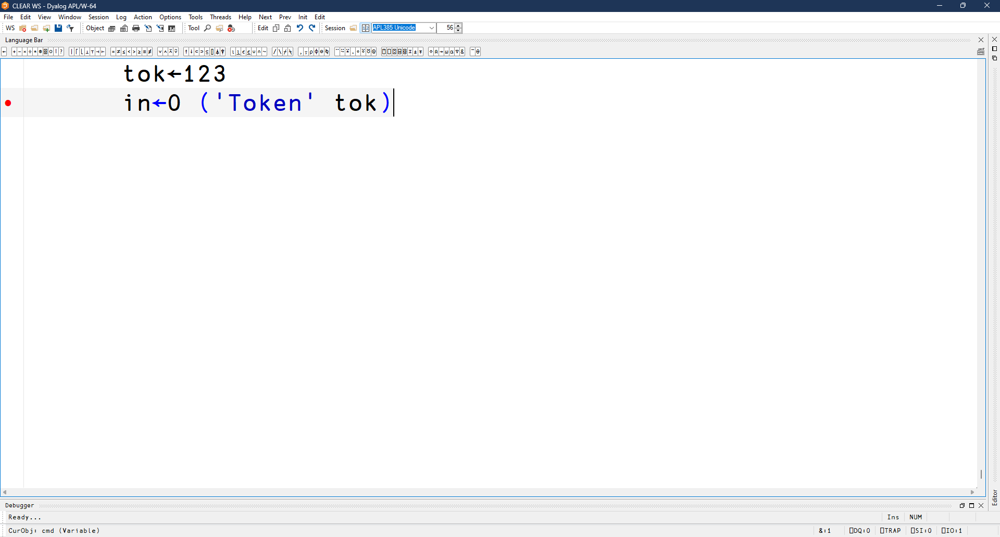 CLEAR WS - Dyalog APL/W-64
File Edit View Window Session Log Action Options Tools Threads Help Next Prev Init Edit
WS Object Tool Edit Session APL385 Unicode 56
Language Bar
← + - × ÷ * ⍟ ⌹ ○ ! ? | ⌈ ⌊ ⊥ ⊤ ⊣ ⊢ = ≠ ≤ < > ≥ ≡ ≢ ∨ ∧ ⍲ ⍱ ↑ ↓ ⊂ ⊃ ⊆ ⌷ ⍋ ⍒ ⍳ ⍸ ∊ ⍷ ∪ ∩ ~ / \ ⌿ ⍀ , ⍪ ⍴ ⌽ ⊖ ⍉ ¨ ⍨ ⍣ . ∘ ⍤ ⍥ @ ⍞ ⎕ ⍠ ⌸ ⌺ ⌶ ⍎ ⍕ ⋄ ⍝ → ⍵ ⍺ ∇ & ¯ ⍬
tok←123
in←0 ('Token' tok)
Editor
Debugger
Ready...
Ins NUM
CurObj: cmd (Variable)
&:1 ⎕DQ:0 ⎕TRAP ⎕SI:0 ⎕IO:1